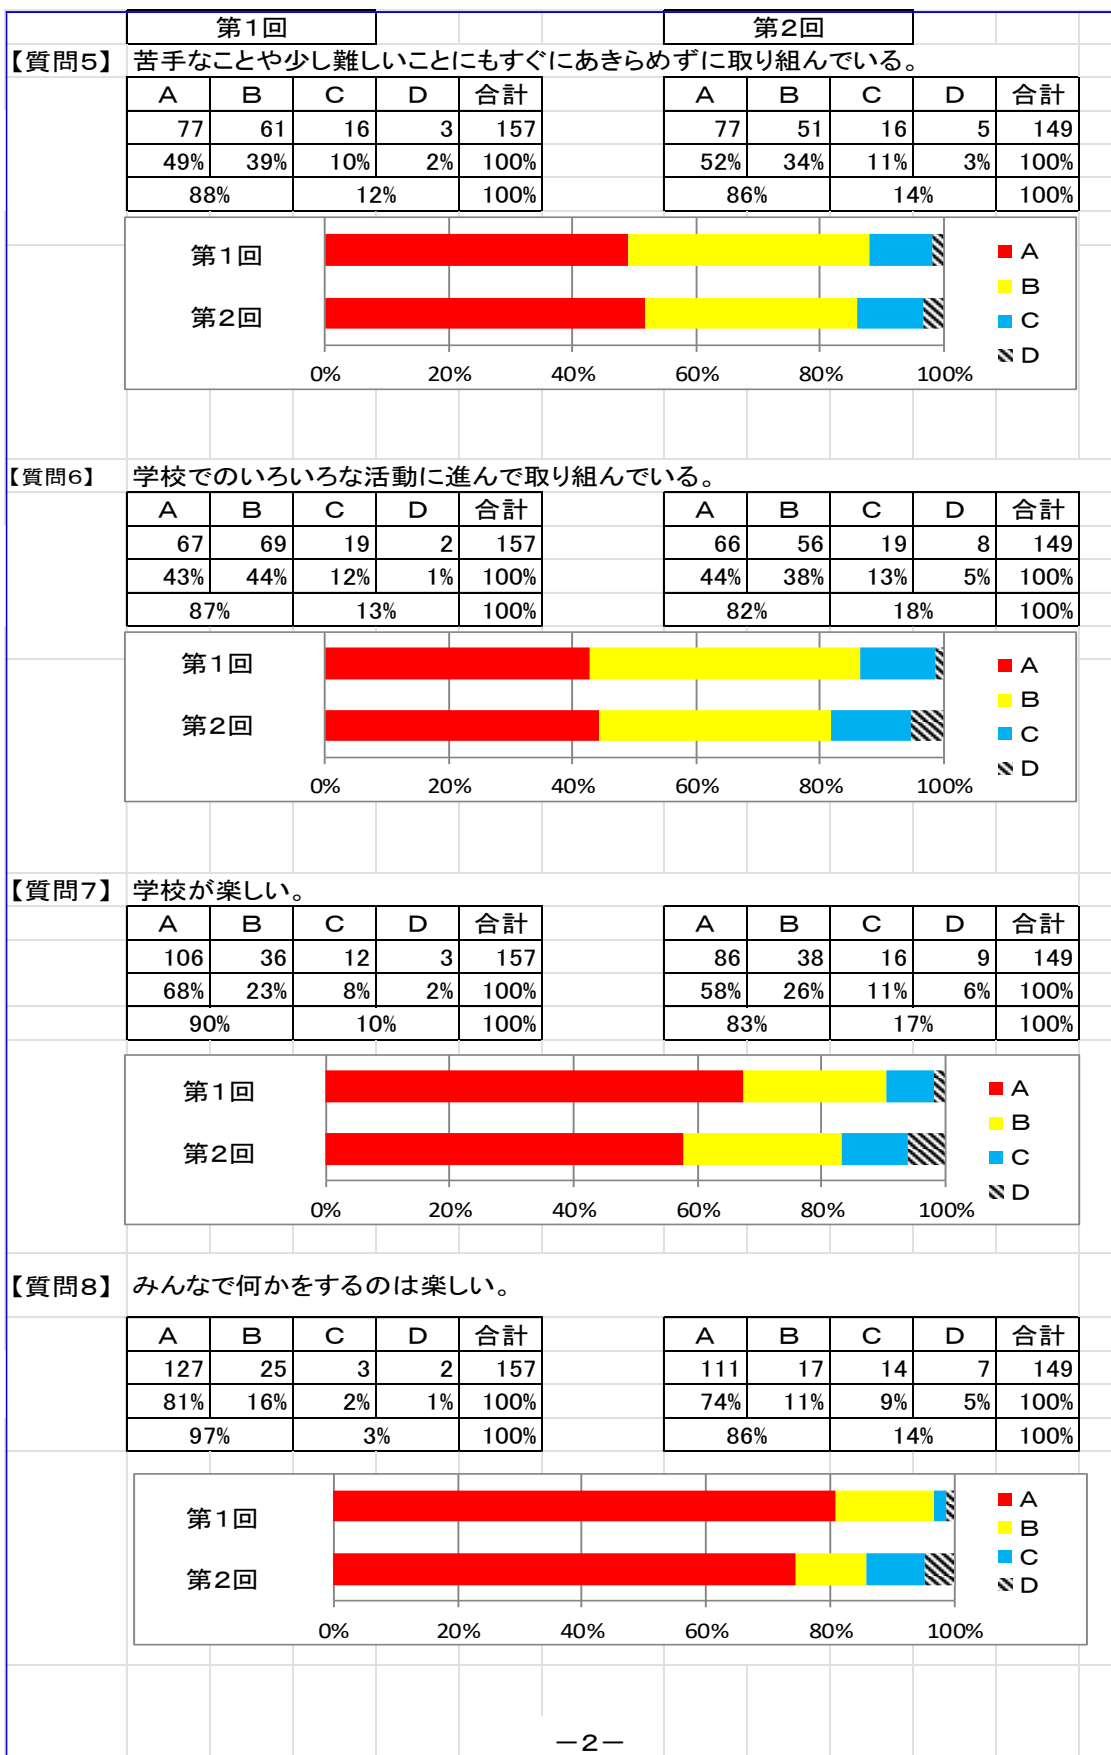 第1回 第2回
【質問5】 苦手なことや少し難しいことにもすぐにあきらめずに取り組んでいる。
A B C D 合計 A B C D 合計
77 61 16 3 157 77 51 16 5 149
49% 39% 10% 2% 100% 52% 34% 11% 3% 100%
88% 12% 100% 86% 14% 100%
第1回
第2回
0% 20% 40% 60% 80% 100%
A
B
C
D
【質問6】 学校でのいろいろな活動に進んで取り組んでいる。
A B C D 合計 A B C D 合計
67 69 19 2 157 66 56 19 8 149
43% 44% 12% 1% 100% 44% 38% 13% 5% 100%
87% 13% 100% 82% 18% 100%
第1回
第2回
0% 20% 40% 60% 80% 100%
A
B
C
D
【質問7】 学校が楽しい。
A B C D 合計 A B C D 合計
106 36 12 3 157 86 38 16 9 149
68% 23% 8% 2% 100% 58% 26% 11% 6% 100%
90% 10% 100% 83% 17% 100%
第1回
第2回
0% 20% 40% 60% 80% 100%
A
B
C
D
【質問8】 みんなで何かをするのは楽しい。
A B C D 合計 A B C D 合計
127 25 3 2 157 111 17 14 7 149
81% 16% 2% 1% 100% 74% 11% 9% 5% 100%
97% 3% 100% 86% 14% 100%
第1回
第2回
0% 20% 40% 60% 80% 100%
A
B
C
D
－2－